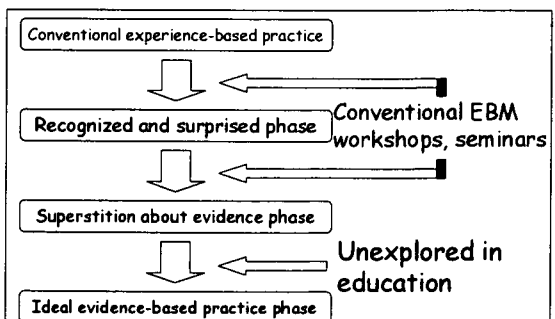 Conventional experience-based practice
Recognized and surprised phase
Conventional EBM
workshops, seminars
Superstition about evidence phase
Unexplored in
education
Ideal evidence-based practice phase